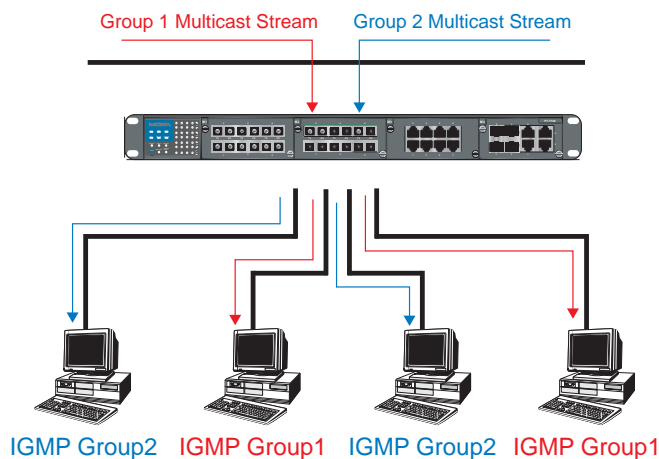 Group 1 Multicast Stream
Group 2 Multicast Stream
IGMP Group2
IGMP Group1
IGMP Group2
IGMP Group1